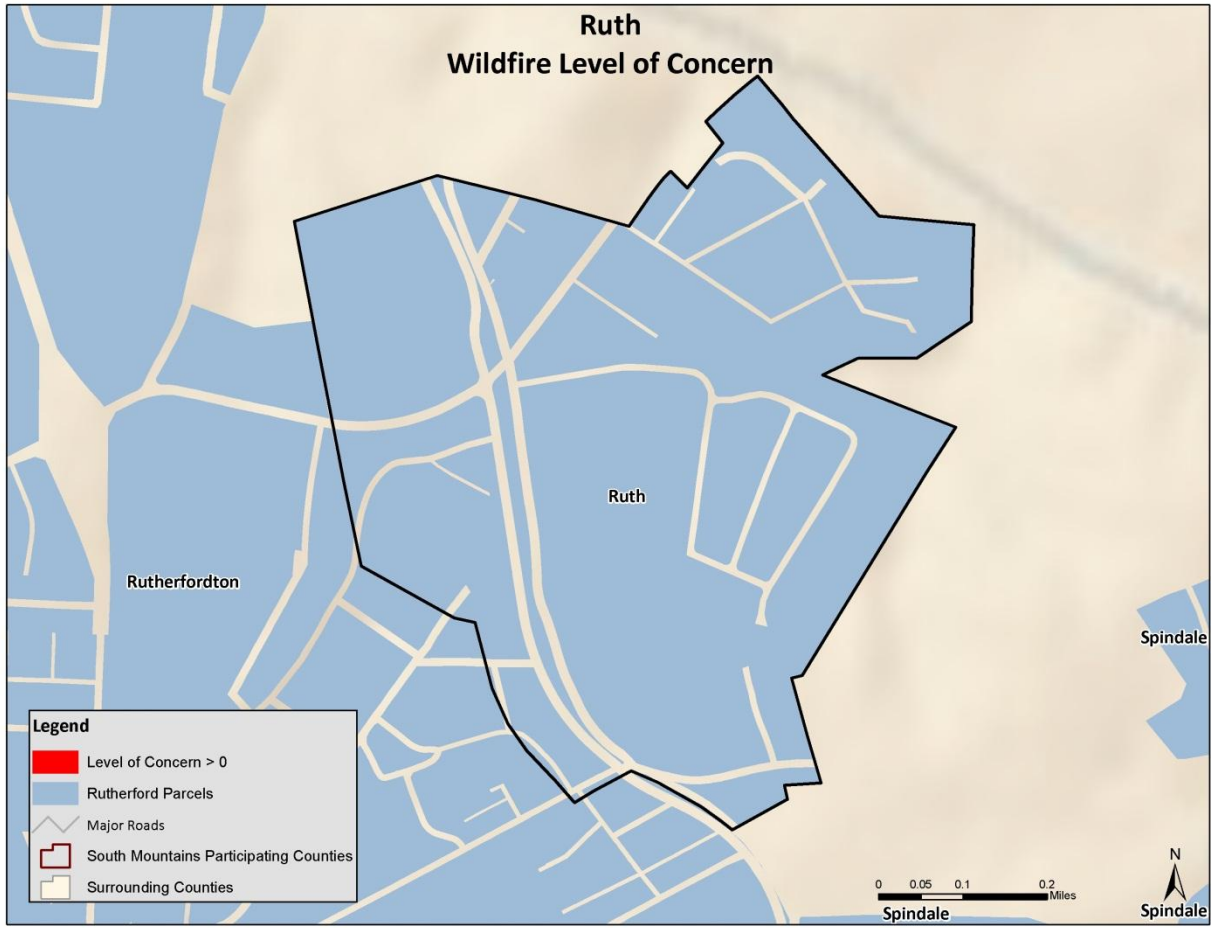 Ruth
Wildfire Level of Concern
Ruth
Rutherfordton
Spindale
Legend
Level of Concern > 0
Rutherford Parcels
Major Roads
South Mountains Participating Counties
Surrounding Counties
0 0.05 0.1 0.2
Miles
Spindale
N
Spindale